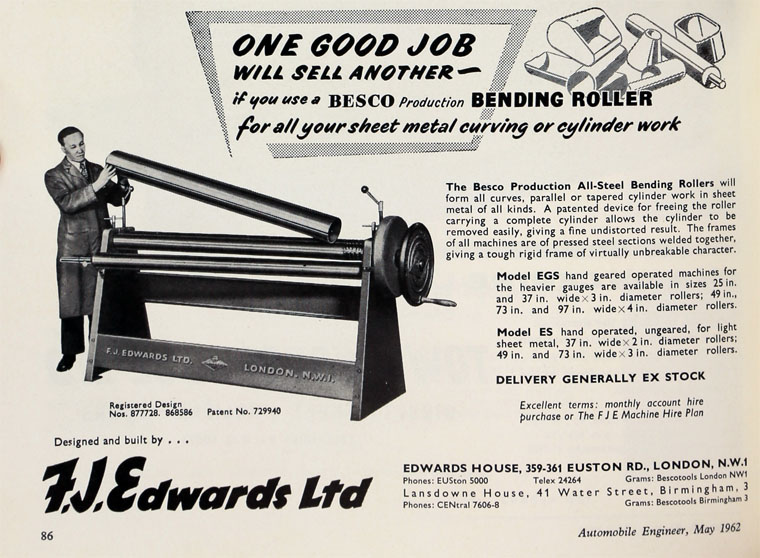 ONE GOOD JOB
WILL SELL ANOTHER—
if you use a BESCO Production BENDING ROLLER
for all your sheet metal curving or cylinder work
The Besco Production All-Steel Bending Rollers will
form all curves, parallel or tapered cylinder work in sheet
metal of all kinds. A patented device for freeing the roller
carrying a complete cylinder allows the cylinder to be
removed easily, giving a fine undistorted result. The frames
of all machines are of pressed steel sections welded together,
giving a tough rigid frame of virtually unbreakable character.
Model EGS hand geared operated machines for
the heavier gauges are available in sizes 25 in.
and 37 in. wide × 3 in. diameter rollers; 49 in.,
73 in. and 97 in. wide × 4 in. diameter rollers.
Model ES hand operated, ungeared, for light
sheet metal, 37 in. wide × 2 in. diameter rollers;
49 in. and 73 in. wide × 3 in. diameter rollers.
DELIVERY GENERALLY EX STOCK
Excellent terms: monthly account hire
purchase or The F J E Machine Hire Plan
F.J. EDWARDS LTD. LONDON, N.W.1.
Registered Design
Nos. 877728. 868586 Patent No. 729940
Designed and built by . . .
F.J. Edwards Ltd
EDWARDS HOUSE, 359-361 EUSTON RD., LONDON, N.W.1
Phones: EUSton 5000 Telex 24264 Grams: Bescotools London NW1
Lansdowne House, 41 Water Street, Birmingham, 3
Phones: CENtral 7606-8 Grams: Bescotools Birmingham 3
86
Automobile Engineer, May 1962